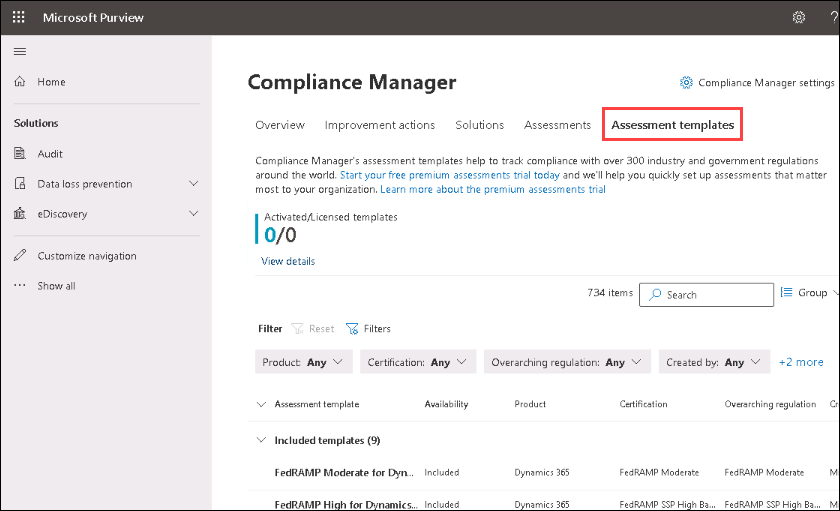 Microsoft Purview
?
Home
Solutions
Audit
Data loss prevention
eDiscovery
Customize navigation
Show all
Compliance Manager
Compliance Manager settings
Overview Improvement actions Solutions Assessments Assessment templates
Compliance Manager's assessment templates help to track compliance with over 300 industry and government regulations
around the world. Start your free premium assessments trial today and we'll help you quickly set up assessments that matter
most to your organization. Learn more about the premium assessments trial
Activated/Licensed templates
0/0
View details
734 items Search Group
Filter Reset Filters
Product: Any Certification: Any Overarching regulation: Any Created by: Any +2 more
Assessment template Availability Product Certification Overarching regulation Cr
Included templates (9)
FedRAMP Moderate for Dyn... Included Dynamics 365 FedRAMP Moderate FedRAMP Moderate M
FedRAMP High for Dynamics... Included Dynamics 365 FedRAMP SSP High Ba... FedRAMP SSP High Ba... M